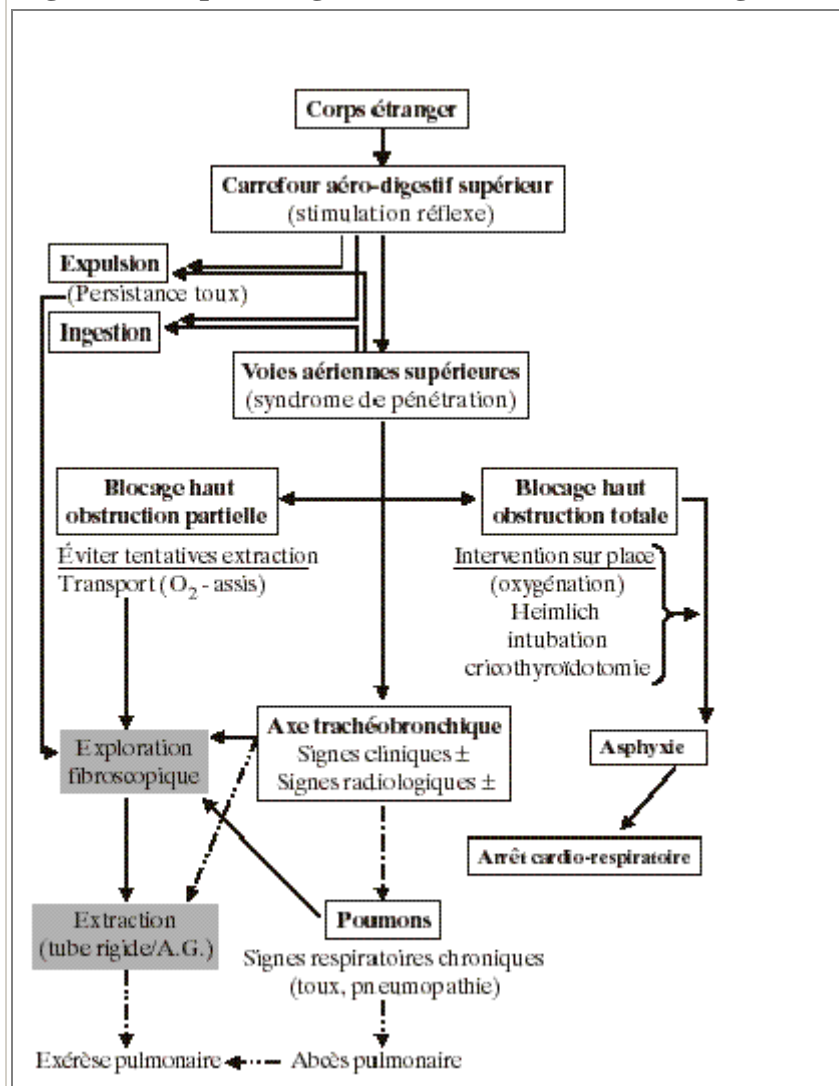 Corps étranger
Carrefour aéro-digestif supérieur
(stimulation réflexe)
Expulsion
(Persistance toux)
Ingestion
Voies aériennes supérieures
(syndrome de pénétration)
Blocage haut
obstruction partielle
Éviter tentatives extraction
Transport (O₂ - assis)
Blocage haut
obstruction totale
Intervention sur place
(oxygénation)
Heimlich
intubation
cricothyroïdotomie
Axe trachéobronchique
Signes cliniques ±
Signes radiologiques ±
Exploration
fibroscopique
Asphyxie
Arrêt cardio-respiratoire
Extraction
(tube rigide/A.G.)
Poumons
Signes respiratoires chroniques
(toux, pneumopathie)
Exérèse pulmonaire
Abcès pulmonaire